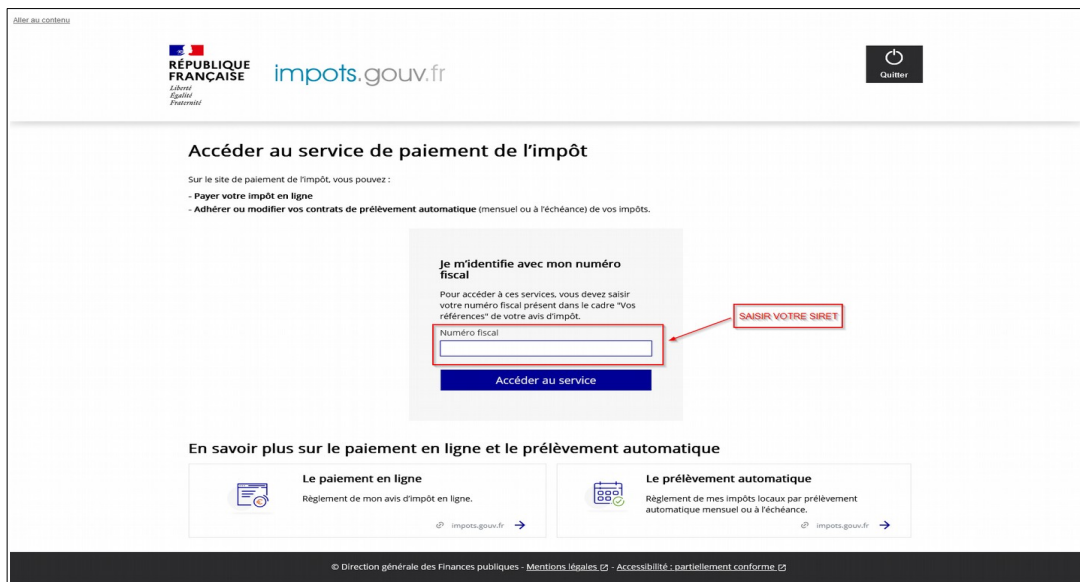 Aller au contenu
RÉPUBLIQUE
FRANÇAISE
Liberté
Égalité
Fraternité
impots.gouv.fr
Quitter
Accéder au service de paiement de l'impôt
Sur le site de paiement de l'impôt, vous pouvez :
- Payer votre impôt en ligne
- Adhérer ou modifier vos contrats de prélèvement automatique (mensuel ou à l'échéance) de vos impôts.
Je m'identifie avec mon numéro
fiscal
Pour accéder à ces services, vous devez saisir
votre numéro fiscal présent dans le cadre "Vos
références" de votre avis d'impôt.
Numéro fiscal
SAISIR VOTRE SIRET
Accéder au service
En savoir plus sur le paiement en ligne et le prélèvement automatique
Le paiement en ligne
Règlement de mon avis d'impôt en ligne.
impots.gouv.fr
Le prélèvement automatique
Règlement de mes impôts locaux par prélèvement
automatique mensuel ou à l'échéance.
impots.gouv.fr
© Direction générale des Finances publiques - Mentions légales - Accessibilité : partiellement conforme